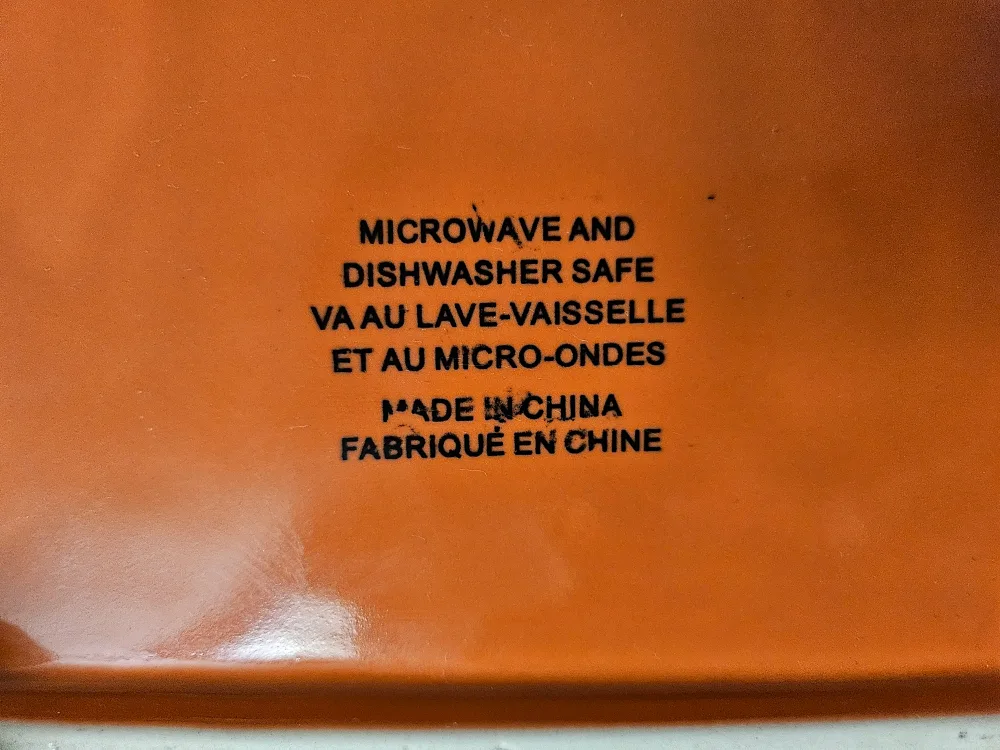 MICROWAVE AND
DISHWASHER SAFE
VA AU LAVE-VAISSELLE
ET AU MICRO-ONDES
MADE IN CHINA
FABRIQUÉ EN CHINE